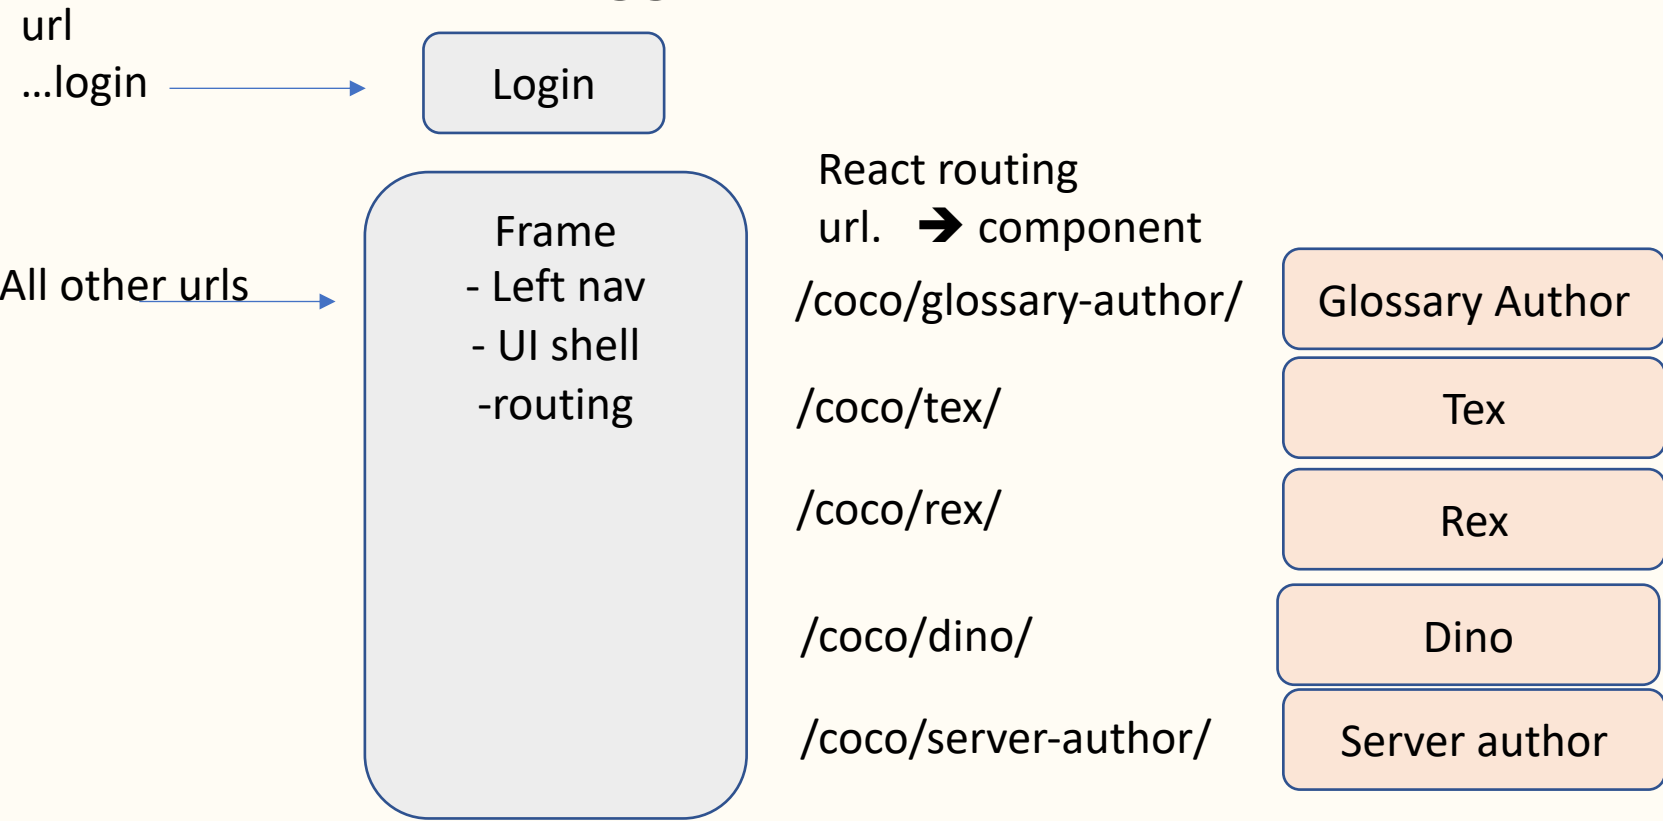 url
...login
Login
Frame
- Left nav
- UI shell
-routing
All other urls
React routing
url. ➔ component
/coco/glossary-author/
Glossary Author
/coco/tex/
Tex
/coco/rex/
Rex
/coco/dino/
Dino
/coco/server-author/
Server author